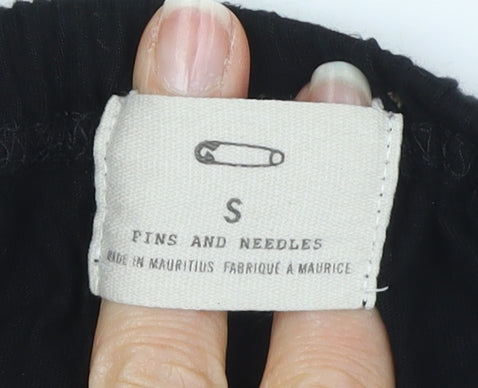 S
PINS AND NEEDLES
MADE IN MAURITIUS FABRIQUÉ À MAURICE